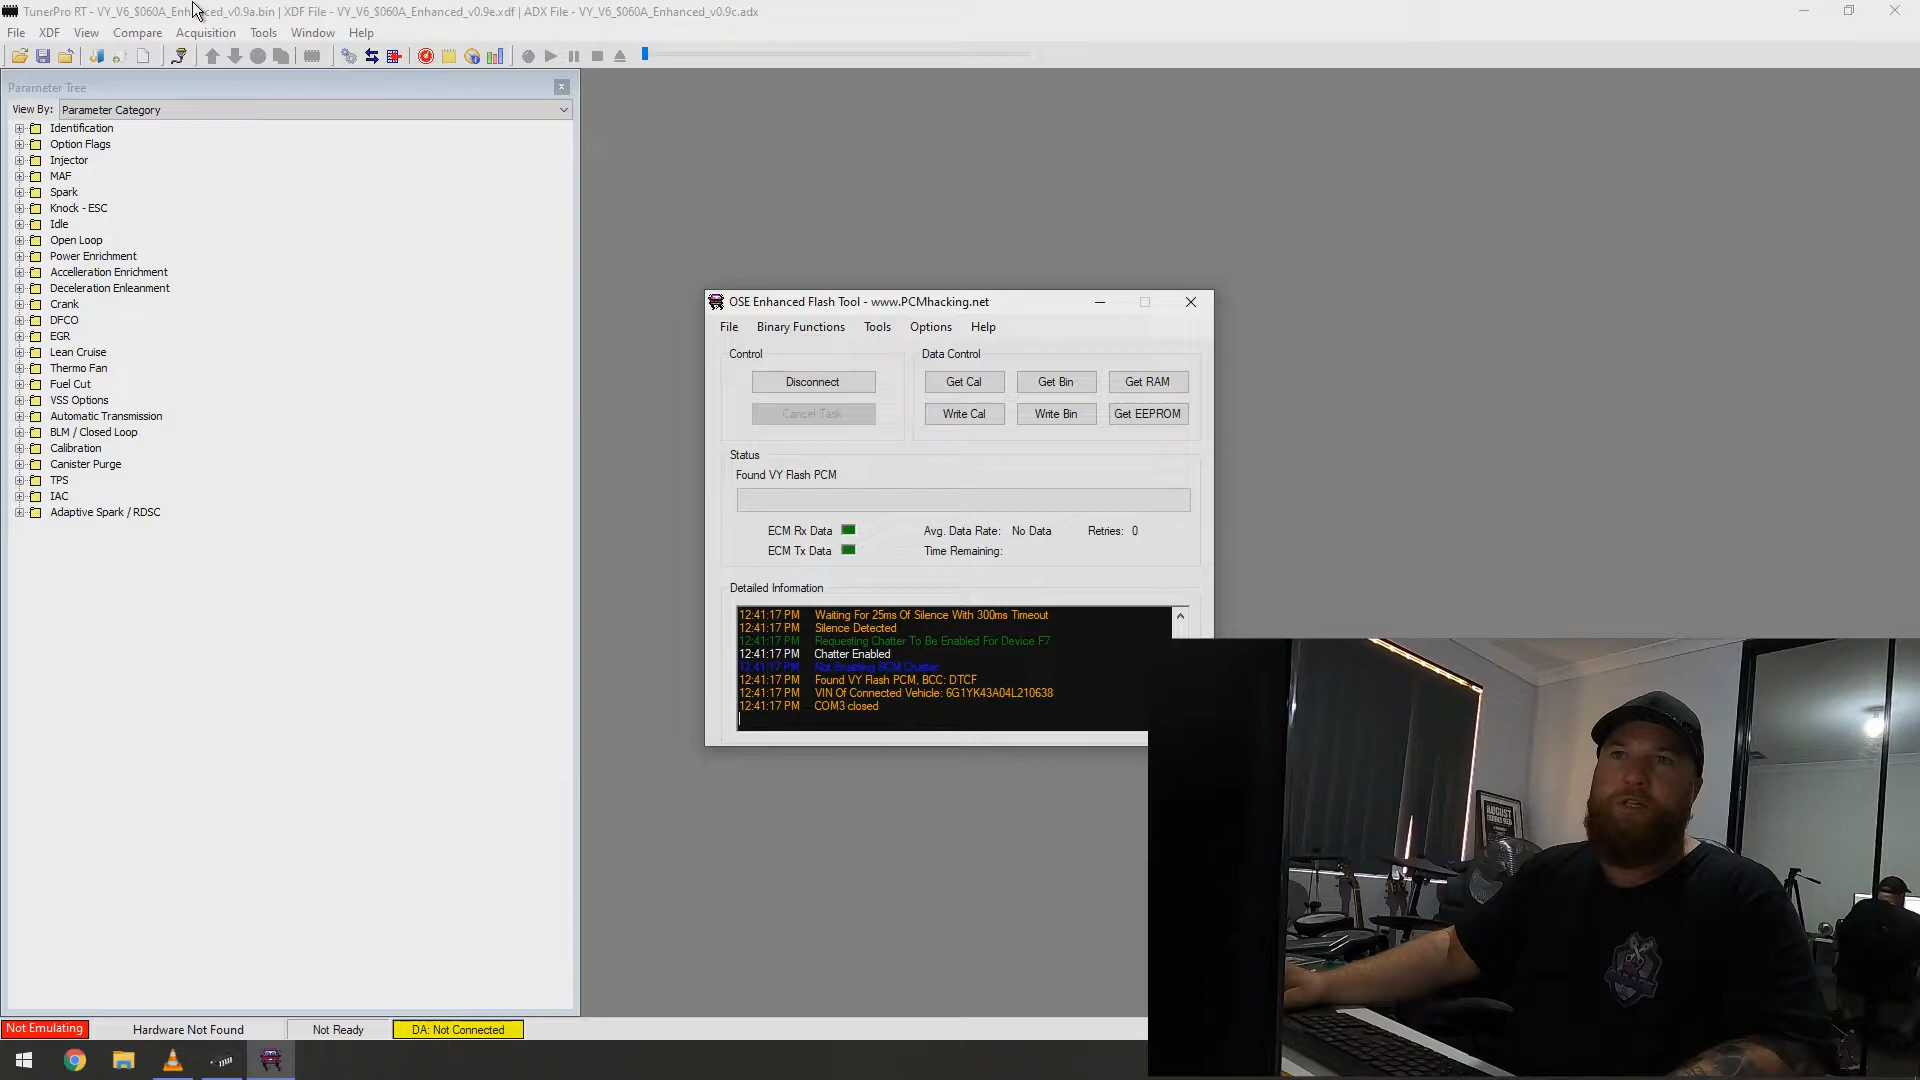 TunerPro RT - VY_V6_$060A_Enhanced_v0.9a.bin | XDF File - VY_V6_$060A_Enhanced_v0.9e.xdf | ADX File - VY_V6_$060A_Enhanced_v0.9c.adx
File XDF View Compare Acquisition Tools Window Help
Parameter Tree
View By: Parameter Category
Identification
Option Flags
Injector
MAF
Spark
Knock - ESC
Idle
Open Loop
Power Enrichment
Accelleration Enrichment
Deceleration Enleanment
Crank
DFCO
EGR
Lean Cruise
Thermo Fan
Fuel Cut
VSS Options
Automatic Transmission
BLM / Closed Loop
Calibration
Canister Purge
TPS
IAC
Adaptive Spark / RDSC
OSE Enhanced Flash Tool - www.PCMhacking.net
File Binary Functions Tools Options Help
Control
Disconnect
Cancel Task
Data Control
Get Cal Get Bin Get RAM
Write Cal Write Bin Get EEPROM
Status
Found VY Flash PCM
ECM Rx Data Avg. Data Rate: No Data Retries: 0
ECM Tx Data Time Remaining:
Detailed Information
12:41:17 PM Waiting For 25ms Of Silence With 300ms Timeout
12:41:17 PM Silence Detected
12:41:17 PM Requesting Chatter To Be Enabled For Device F7
12:41:17 PM Chatter Enabled
12:41:17 PM Not Enabling BCM Chatter
12:41:17 PM Found VY Flash PCM, BCC: DTCF
12:41:17 PM VIN Of Connected Vehicle: 6G1YK43A04L210638
12:41:17 PM COM3 closed
AUGUST
BURNS RED
Not Emulating Hardware Not Found Not Ready DA: Not Connected